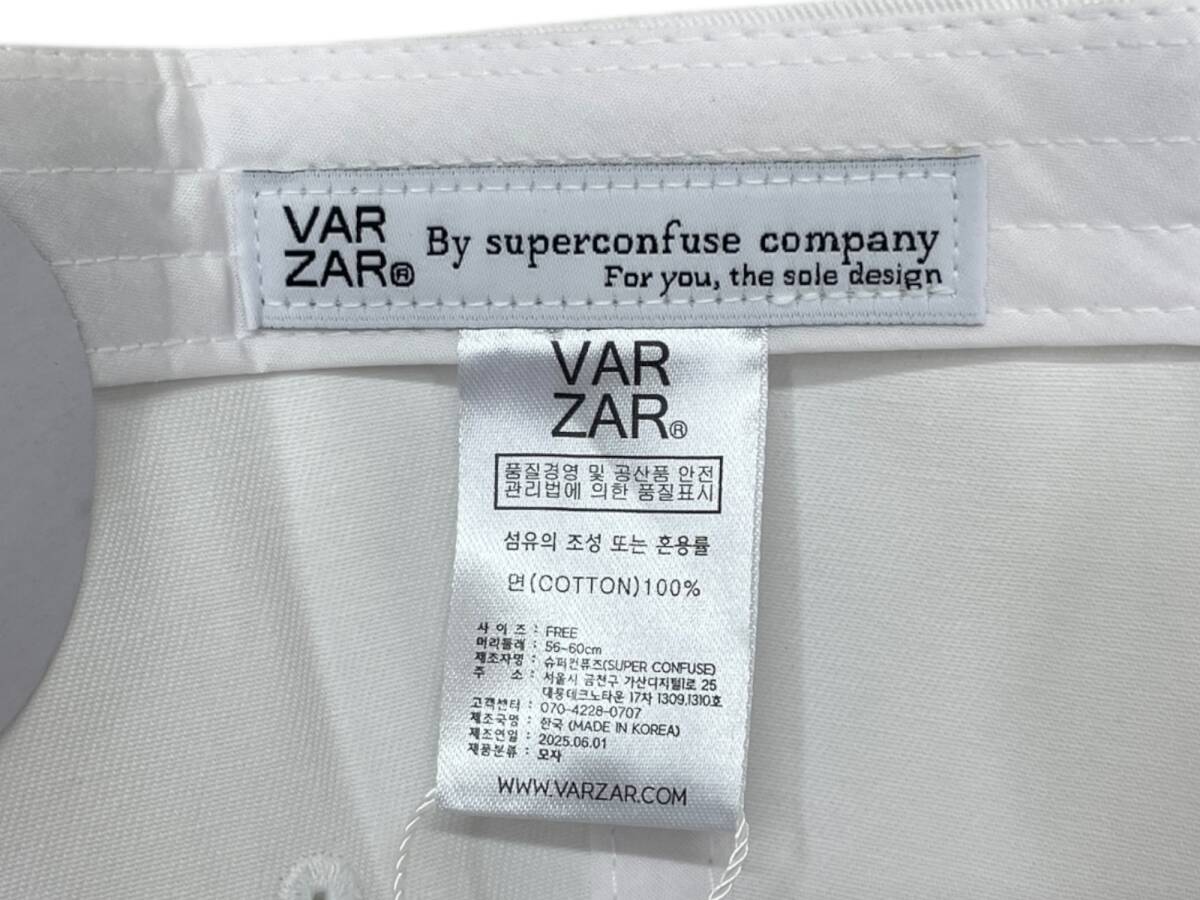 VAR
ZAR®
By superconfuse company
For you, the sole design
VAR
ZAR®
품질경영 및 공산품 안전
관리법에 의한 품질표시
섬유의 조성 또는 혼용률
면(COTTON)100%
사 이 즈 : FREE
머리둘레 : 56~60cm
제조자명 : 슈퍼컨퓨즈(SUPER CONFUSE)
주 소 : 서울시 금천구 가산디지털1로 25
대륭테크노타운 17차 1309,1310호
고객센터 : 070-4228-0707
제조국명 : 한국 (MADE IN KOREA)
제조연일 : 2025.06.01
제품분류 : 모자
WWW.VARZAR.COM